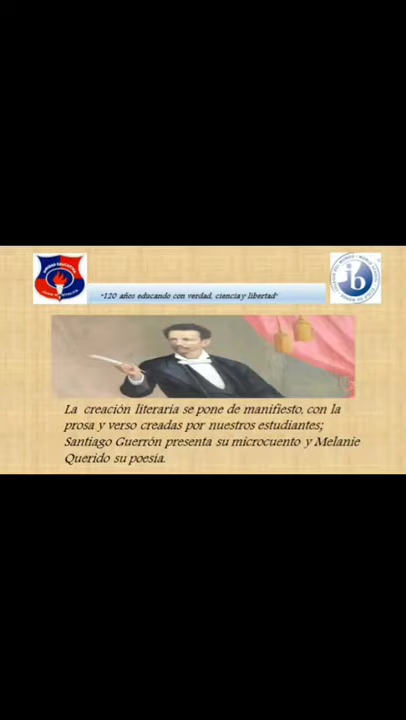 "120 años educando con verdad, ciencia y libertad"
ib
La creación literaria se pone de manifiesto, con la
prosa y verso creadas por nuestros estudiantes;
Santiago Guerrón presenta su microcuento y Melanie
Querido su poesía.